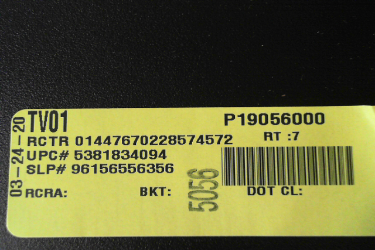 03-24-20
TV01
P19056000
RCTR 01447670228574572
RT :7
UPC# 5381834094
SLP# 96156556356
RCRA:
BKT:
5056
DOT CL: